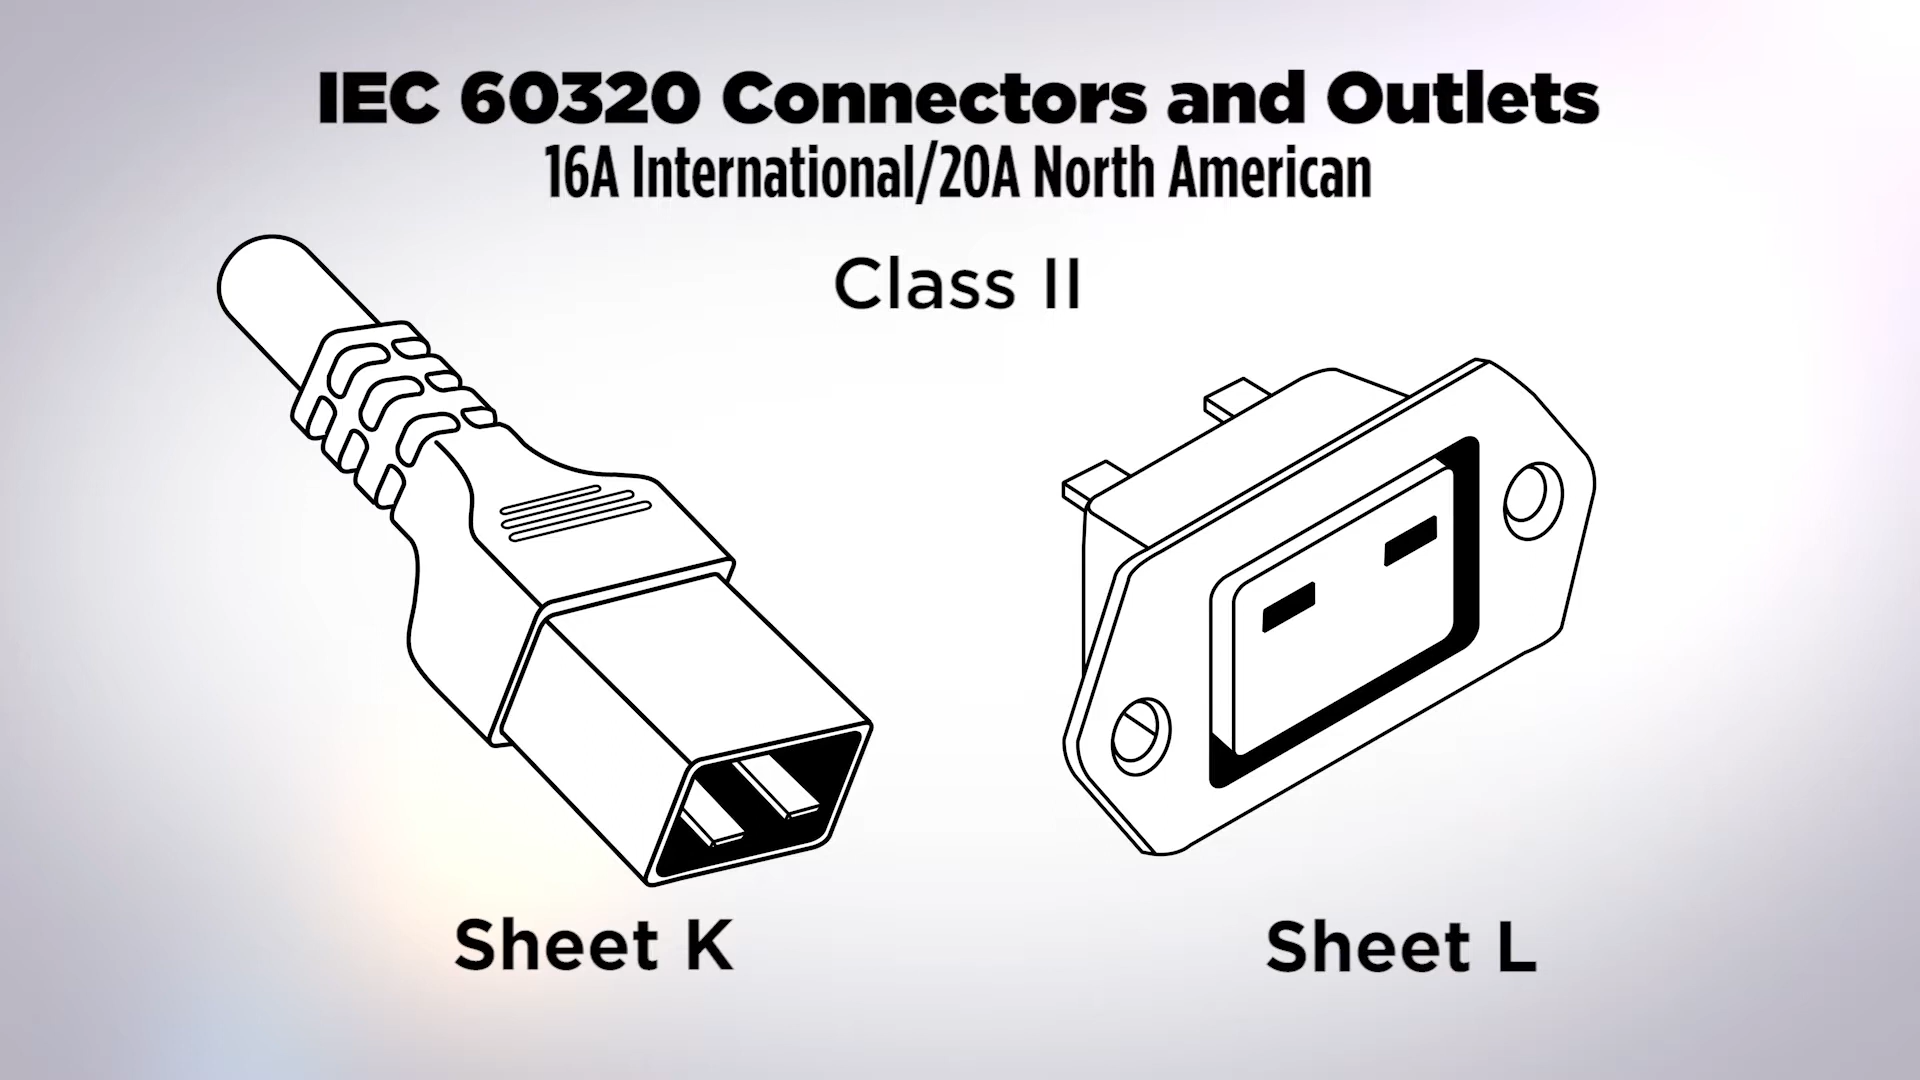 IEC 60320 Connectors and Outlets
16A International/20A North American
Class II
Sheet K
Sheet L